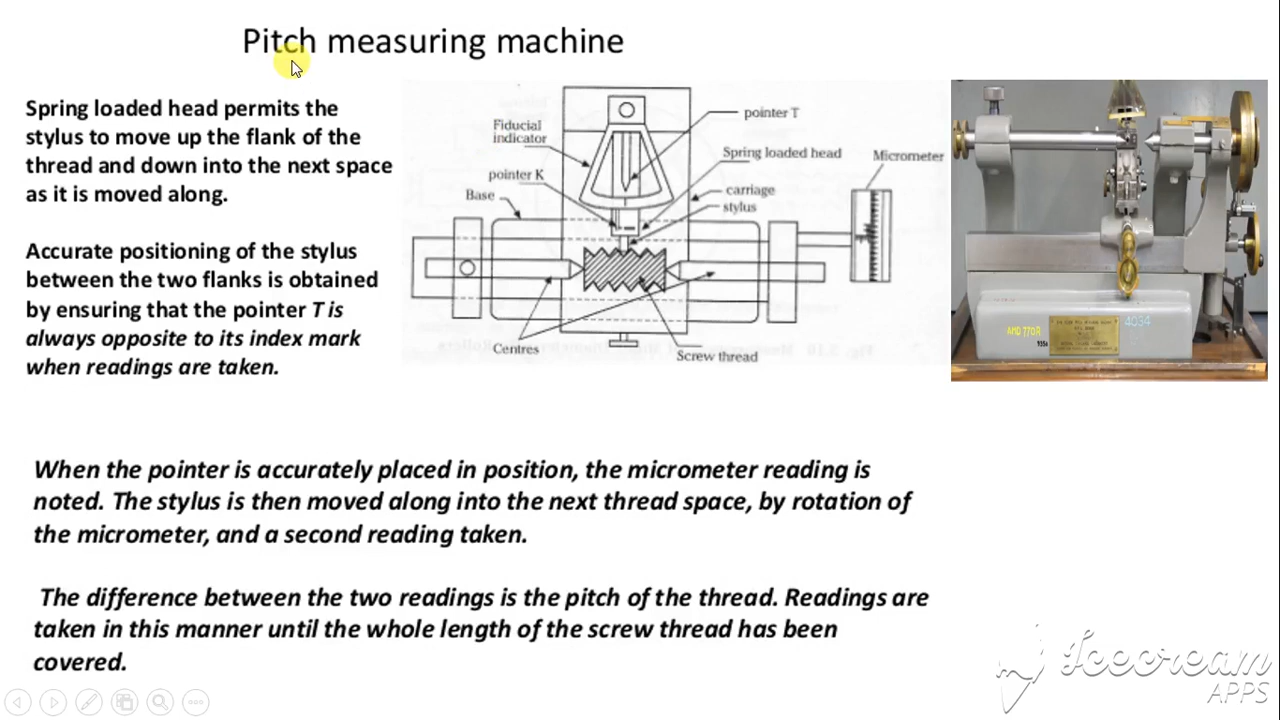 Pitch measuring machine
Spring loaded head permits the
stylus to move up the flank of the
thread and down into the next space
as it is moved along.
Accurate positioning of the stylus
between the two flanks is obtained
by ensuring that the pointer T is
always opposite to its index mark
when readings are taken.
Fiducial
indicator
pointer K
Base
pointer T
Spring loaded head
Micrometer
carriage
stylus
Centres
Screw thread
AMD 770R
4034
When the pointer is accurately placed in position, the micrometer reading is
noted. The stylus is then moved along into the next thread space, by rotation of
the micrometer, and a second reading taken.
The difference between the two readings is the pitch of the thread. Readings are
taken in this manner until the whole length of the screw thread has been
covered.
Icecream
APPS